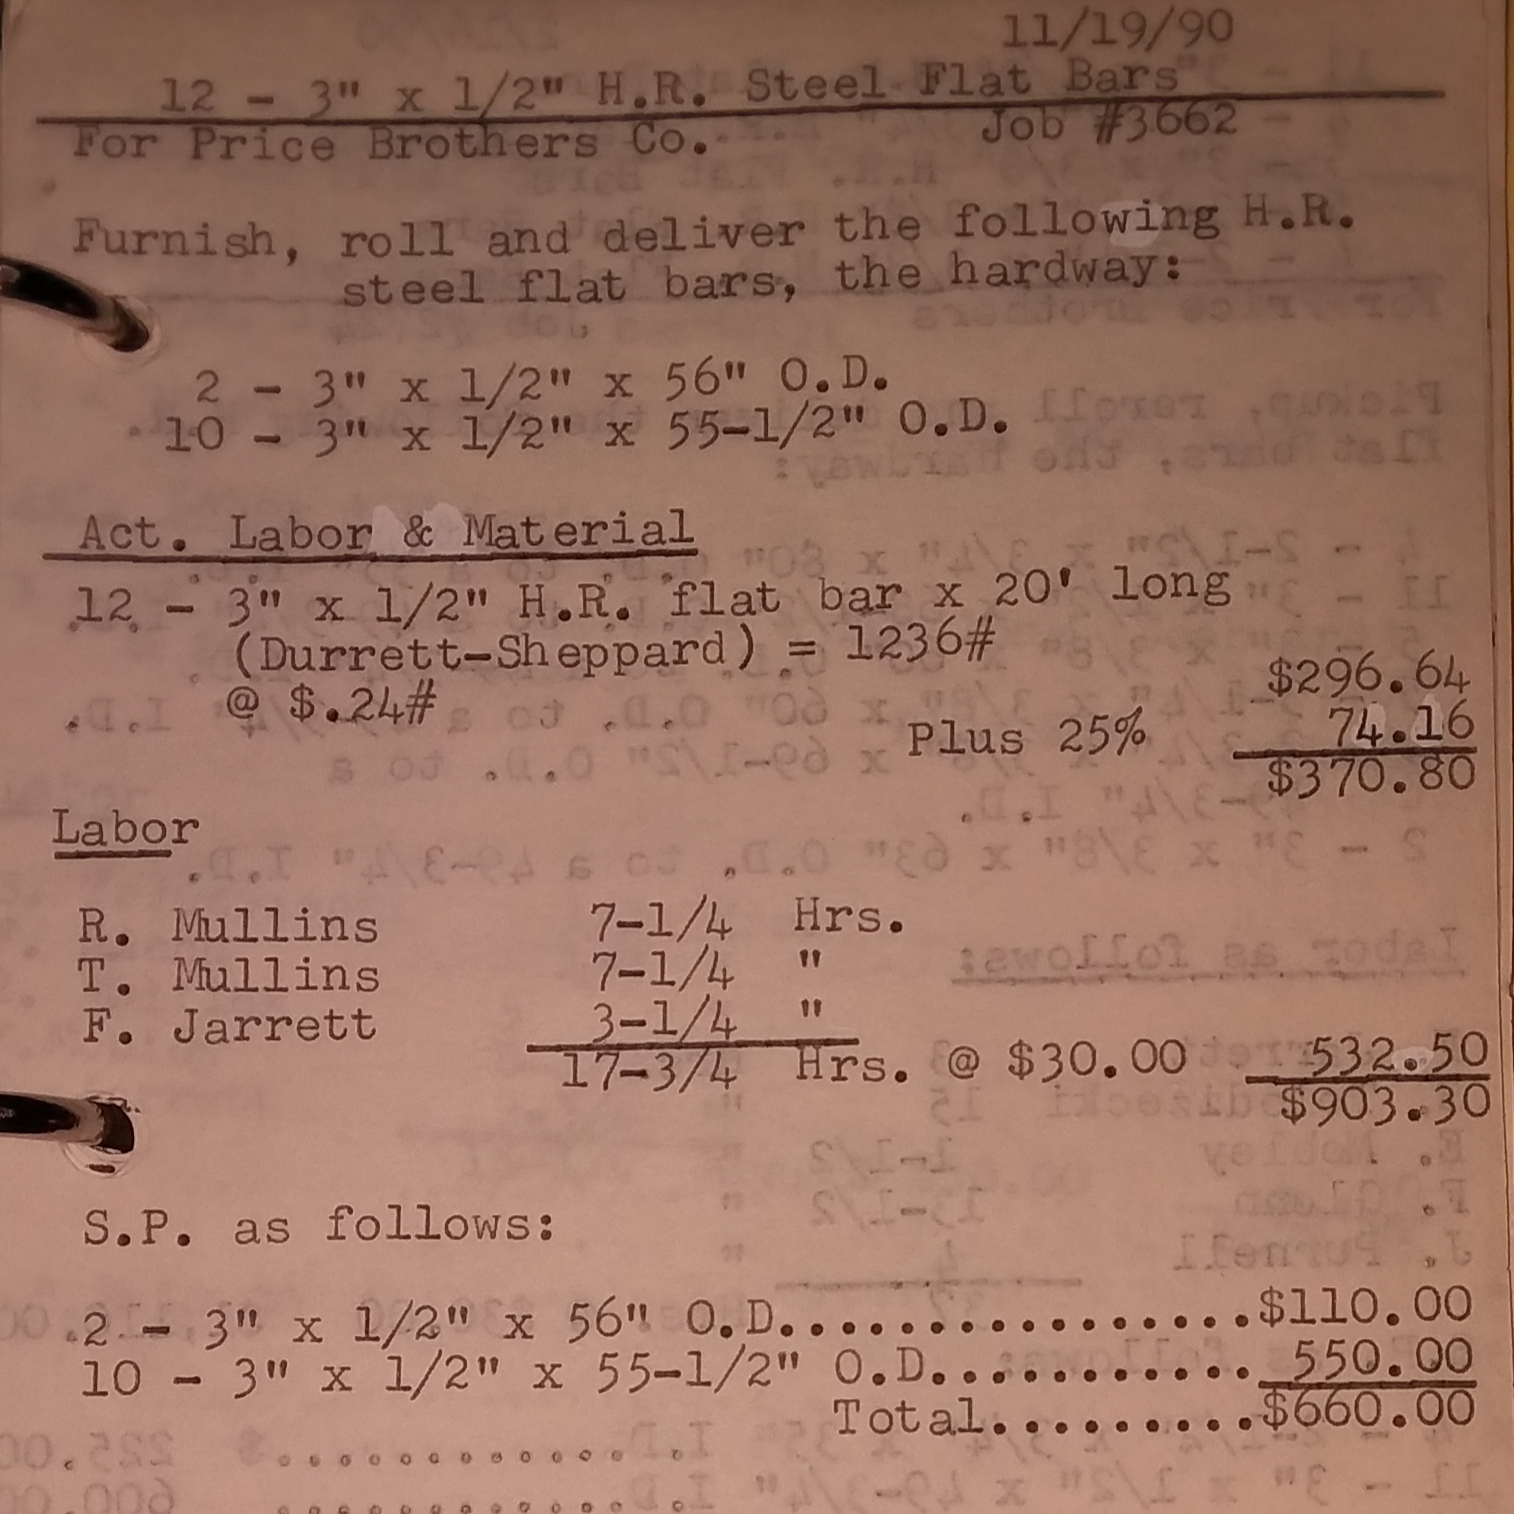 11/19/90
12 - 3" x 1/2" H.R. Steel Flat Bars
For Price Brothers Co. Job #3662
Furnish, roll and deliver the following H.R.
steel flat bars, the hardway:
2 - 3" x 1/2" x 56" O.D.
10 - 3" x 1/2" x 55-1/2" O.D.
Act. Labor & Material
12 - 3" x 1/2" H.R. flat bar x 20' long
(Durrett-Sheppard) = 1236#
@ $.24# $296.64
Plus 25% 74.16
$370.80
Labor
R. Mullins 7-1/4 Hrs.
T. Mullins 7-1/4 "
F. Jarrett 3-1/4 "
17-3/4 Hrs. @ $30.00 532.50
$903.30
S.P. as follows:
2 - 3" x 1/2" x 56" O.D..................$110.00
10 - 3" x 1/2" x 55-1/2" O.D............ 550.00
Total..........$660.00